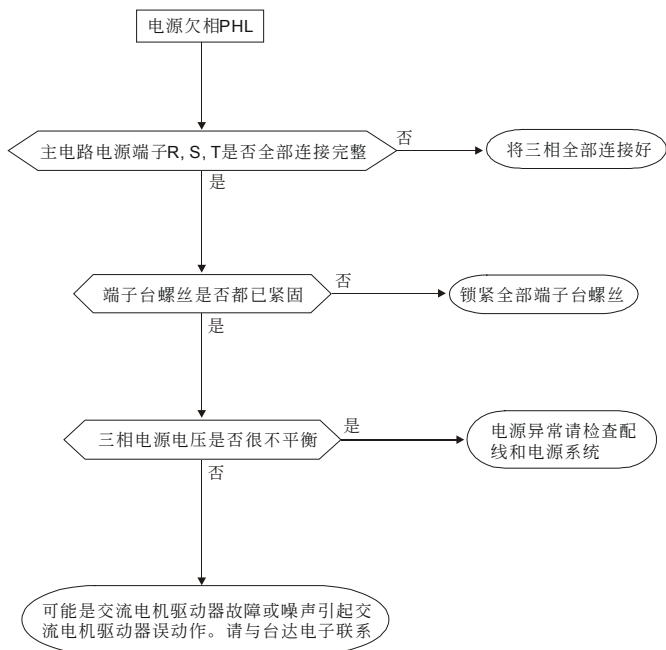 电源欠相PHL
主电路电源端子R, S, T是否全部连接完整
否
将三相全部连接好
是
端子台螺丝是否都已紧固
否
锁紧全部端子台螺丝
是
三相电源电压是否很不平衡
是
电源异常请检查配
线和电源系统
否
可能是交流电机驱动器故障或噪声引起交
流电机驱动器误动作。请与台达电子联系